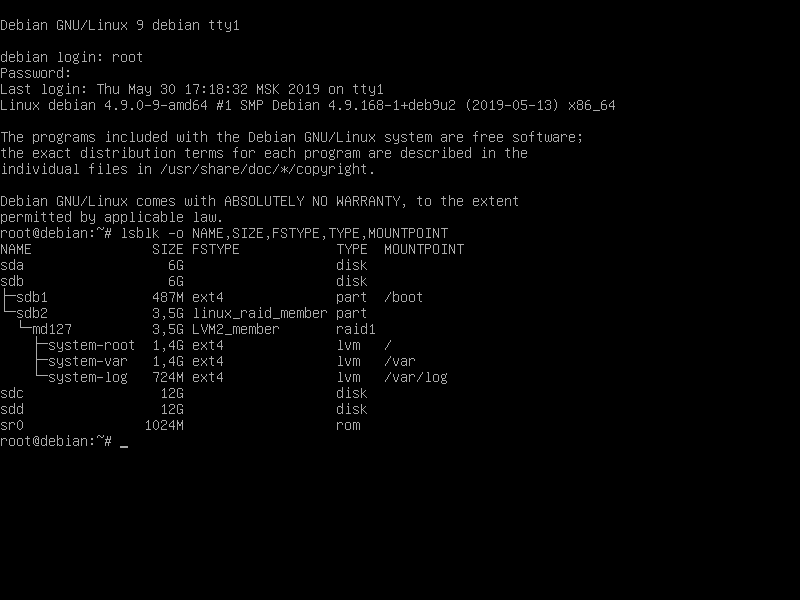 Debian GNU/Linux 9 debian tty1
debian login: root
Password:
Last login: Thu May 30 17:18:32 MSK 2019 on tty1
Linux debian 4.9.0-9-amd64 #1 SMP Debian 4.9.168-1+deb9u2 (2019-05-13) x86_64
The programs included with the Debian GNU/Linux system are free software;
the exact distribution terms for each program are described in the
individual files in /usr/share/doc/*/copyright.
Debian GNU/Linux comes with ABSOLUTELY NO WARRANTY, to the extent
permitted by applicable law.
root@debian:~# lsblk -o NAME,SIZE,FSTYPE,TYPE,MOUNTPOINT
NAME                SIZE FSTYPE            TYPE  MOUNTPOINT
sda                   6G                   disk
sdb                   6G                   disk
├─sdb1              487M ext4              part  /boot
└─sdb2              3,5G linux_raid_member part
  └─md127           3,5G LVM2_member       raid1
    ├─system-root   1,4G ext4              lvm   /
    ├─system-var    1,4G ext4              lvm   /var
    └─system-log    724M ext4              lvm   /var/log
sdc                  12G                   disk
sdd                  12G                   disk
sr0                1024M                   rom
root@debian:~# _